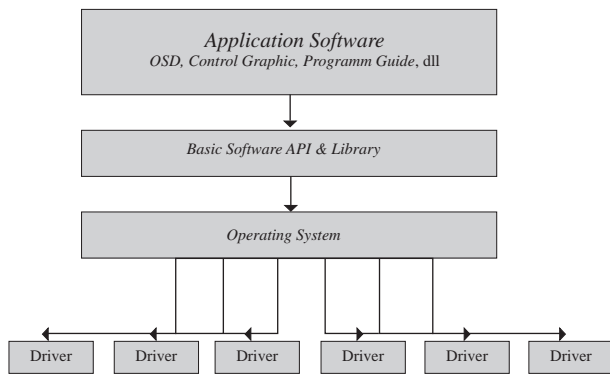 Application Software
OSD, Control Graphic, Programm Guide, dll
Basic Software API & Library
Operating System
Driver
Driver
Driver
Driver
Driver
Driver